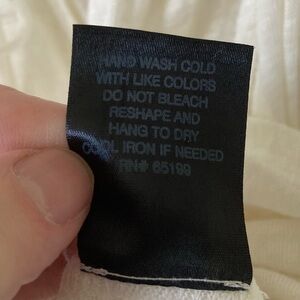 HAND WASH COLD
WITH LIKE COLORS
DO NOT BLEACH
RESHAPE AND
HANG TO DRY
COOL IRON IF NEEDED
RN# 65199